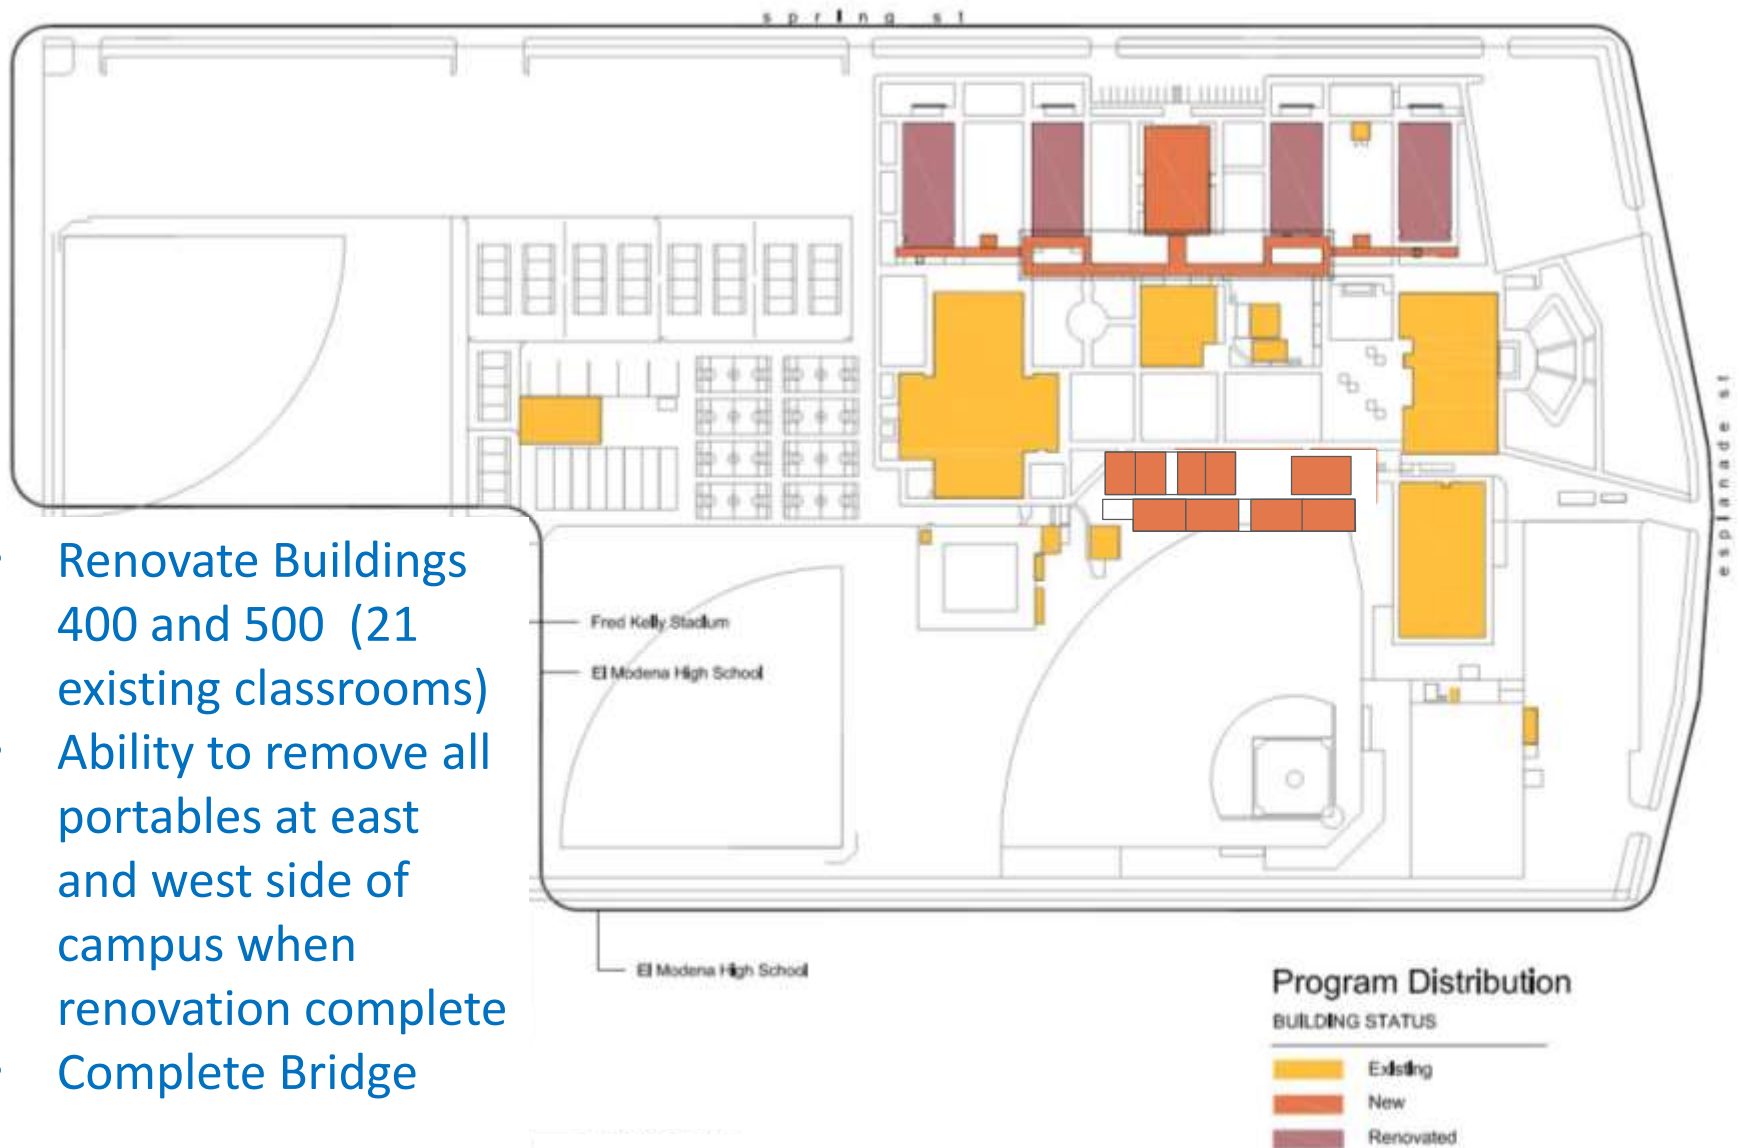 spring st
esplanade st
• Renovate Buildings
400 and 500 (21
existing classrooms)
• Ability to remove all
portables at east
and west side of
campus when
renovation complete
• Complete Bridge
Fred Kelly Stadium
El Modena High School
El Modena High School
Program Distribution
BUILDING STATUS
Existing
New
Renovated